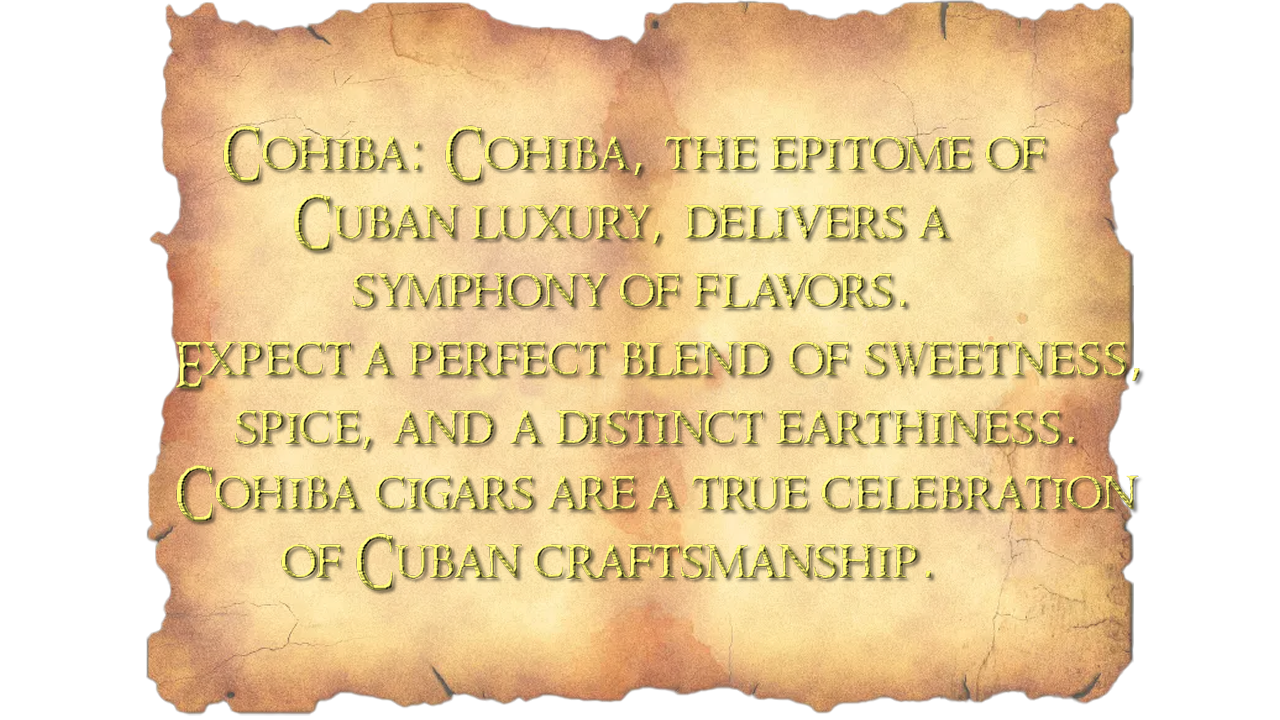 Cohiba: Cohiba, the epitome of
Cuban luxury, delivers a
symphony of flavors.
Expect a perfect blend of sweetness,
spice, and a distinct earthiness.
Cohiba cigars are a true celebration
of Cuban craftsmanship.